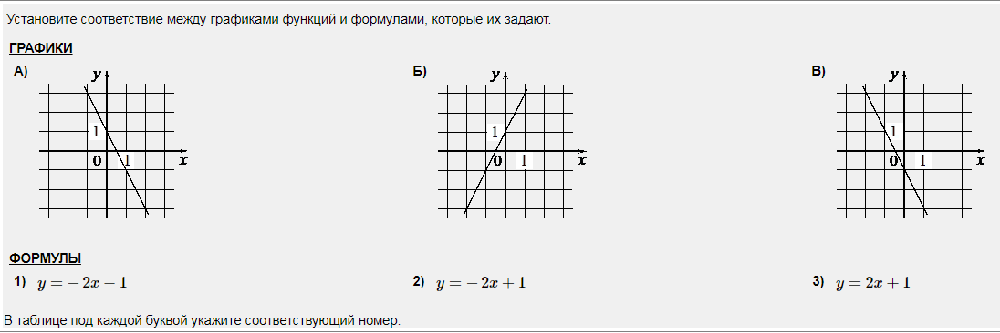 Установите соответствие между графиками функций и формулами, которые их задают.
ГРАФИКИ
А) Б) В)
y y y
1 1 1
0 1 x 0 1 x 0 1 x
ФОРМУЛЫ
1) y = − 2x − 1 2) y = − 2x + 1 3) y = 2x + 1
В таблице под каждой буквой укажите соответствующий номер.